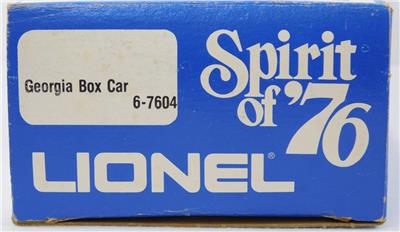 Georgia Box Car
6-7604
LIONEL®
Spirit
of '76